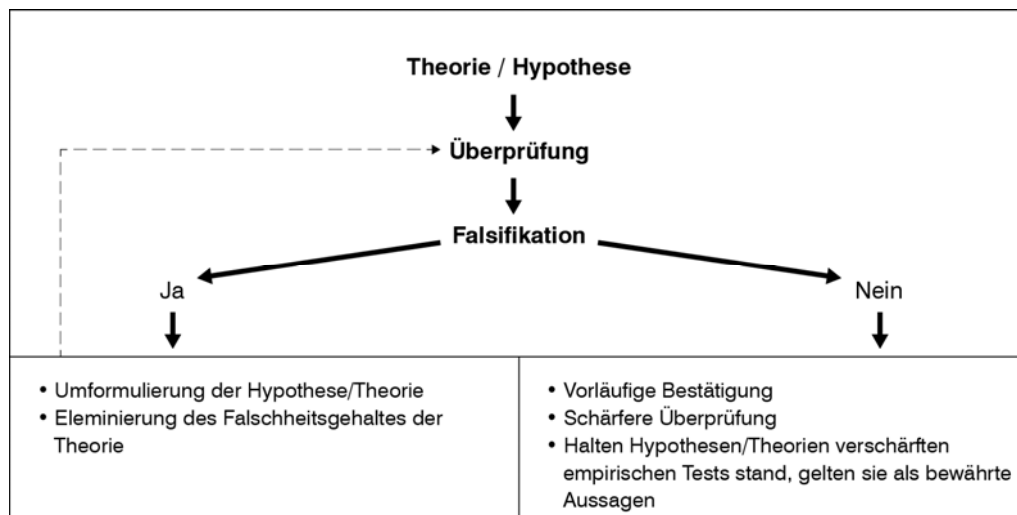 Theorie / Hypothese
Überprüfung
Falsifikation
Ja
Nein
• Umformulierung der Hypothese/Theorie
• Eleminierung des Falschheitsgehaltes der
Theorie
• Vorläufige Bestätigung
• Schärfere Überprüfung
• Halten Hypothesen/Theorien verschärften
empirischen Tests stand, gelten sie als bewährte
Aussagen